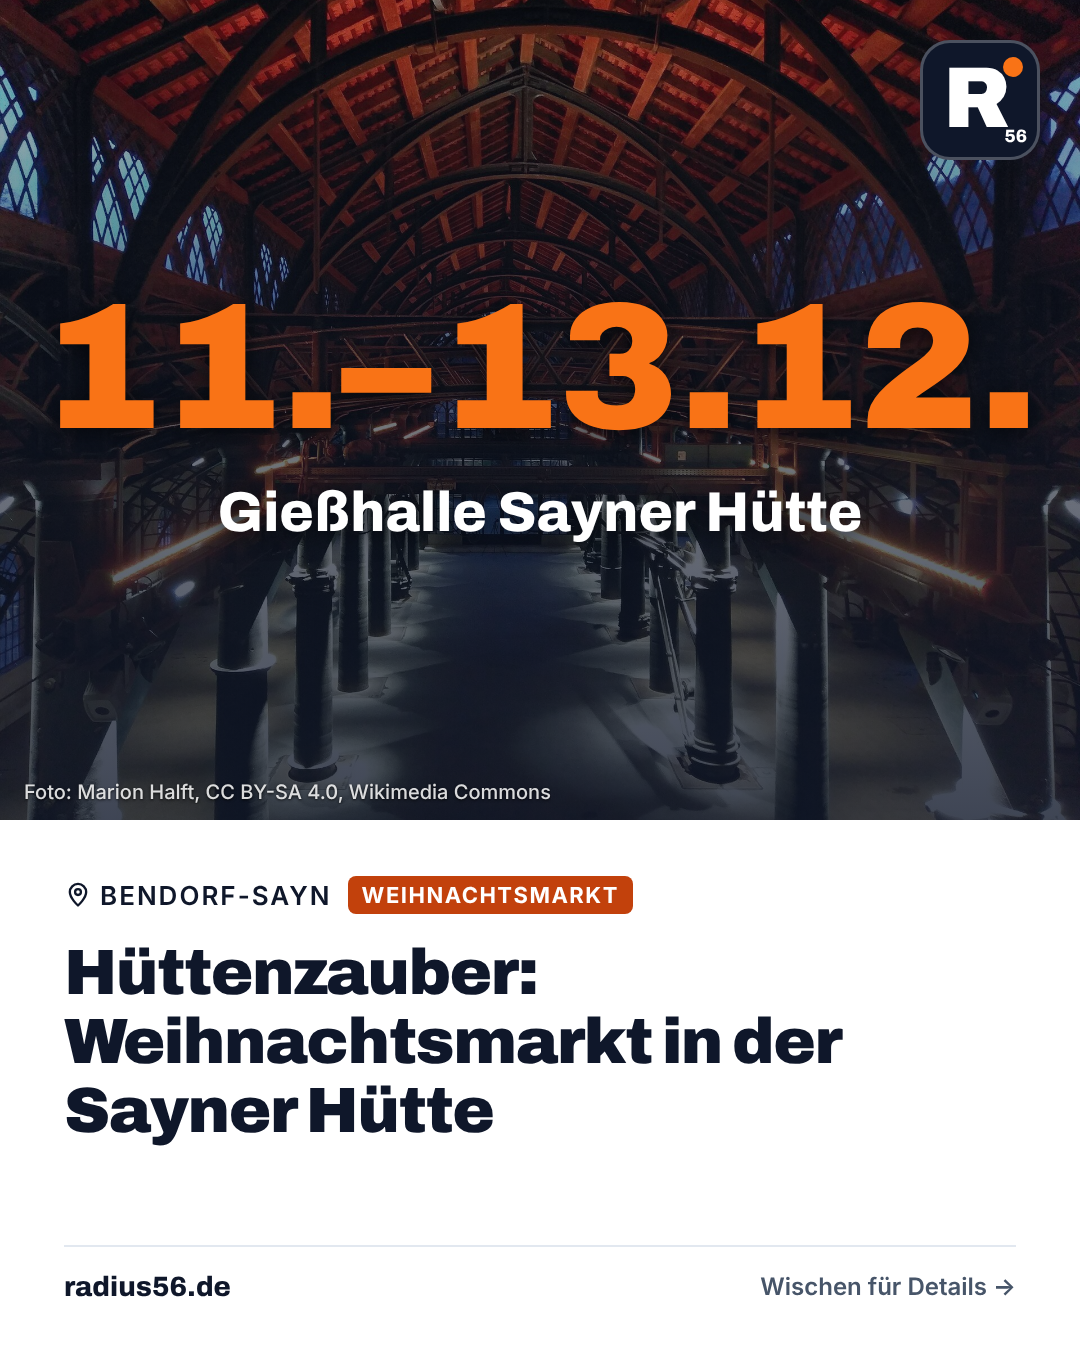 R
56
11.–13.12.
Gießhalle Sayner Hütte
Foto: Marion Halft, CC BY-SA 4.0, Wikimedia Commons
BENDORF-SAYN WEIHNACHTSMARKT
Hüttenzauber:
Weihnachtsmarkt in der
Sayner Hütte
radius56.de Wischen für Details →